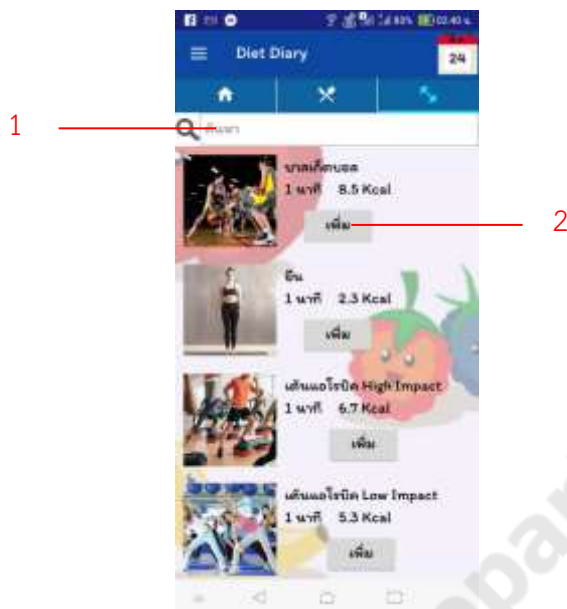 80% 02:40 น.
Diet Diary
24
1
ค้นหา
บาสเก็ตบอล
1 นาที 8.5 Kcal
เพิ่ม
2
ยืน
1 นาที 2.3 Kcal
เพิ่ม
เต้นแอโรบิค High Impact
1 นาที 6.7 Kcal
เพิ่ม
เต้นแอโรบิค Low Impact
1 นาที 5.3 Kcal
เพิ่ม